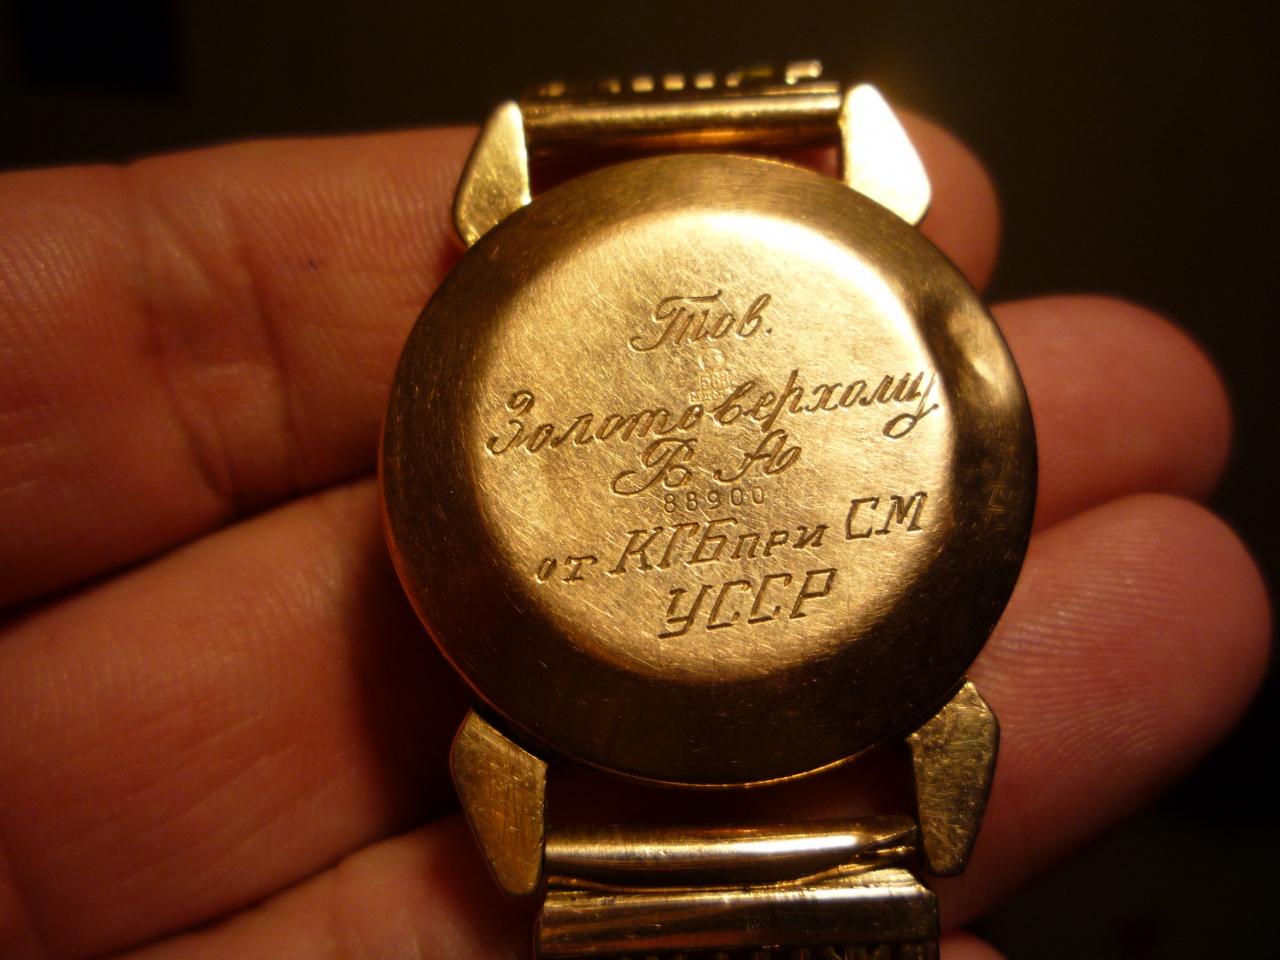 Тов.
Золотоверхому
В А
88900
от КГБ при СМ
УССР